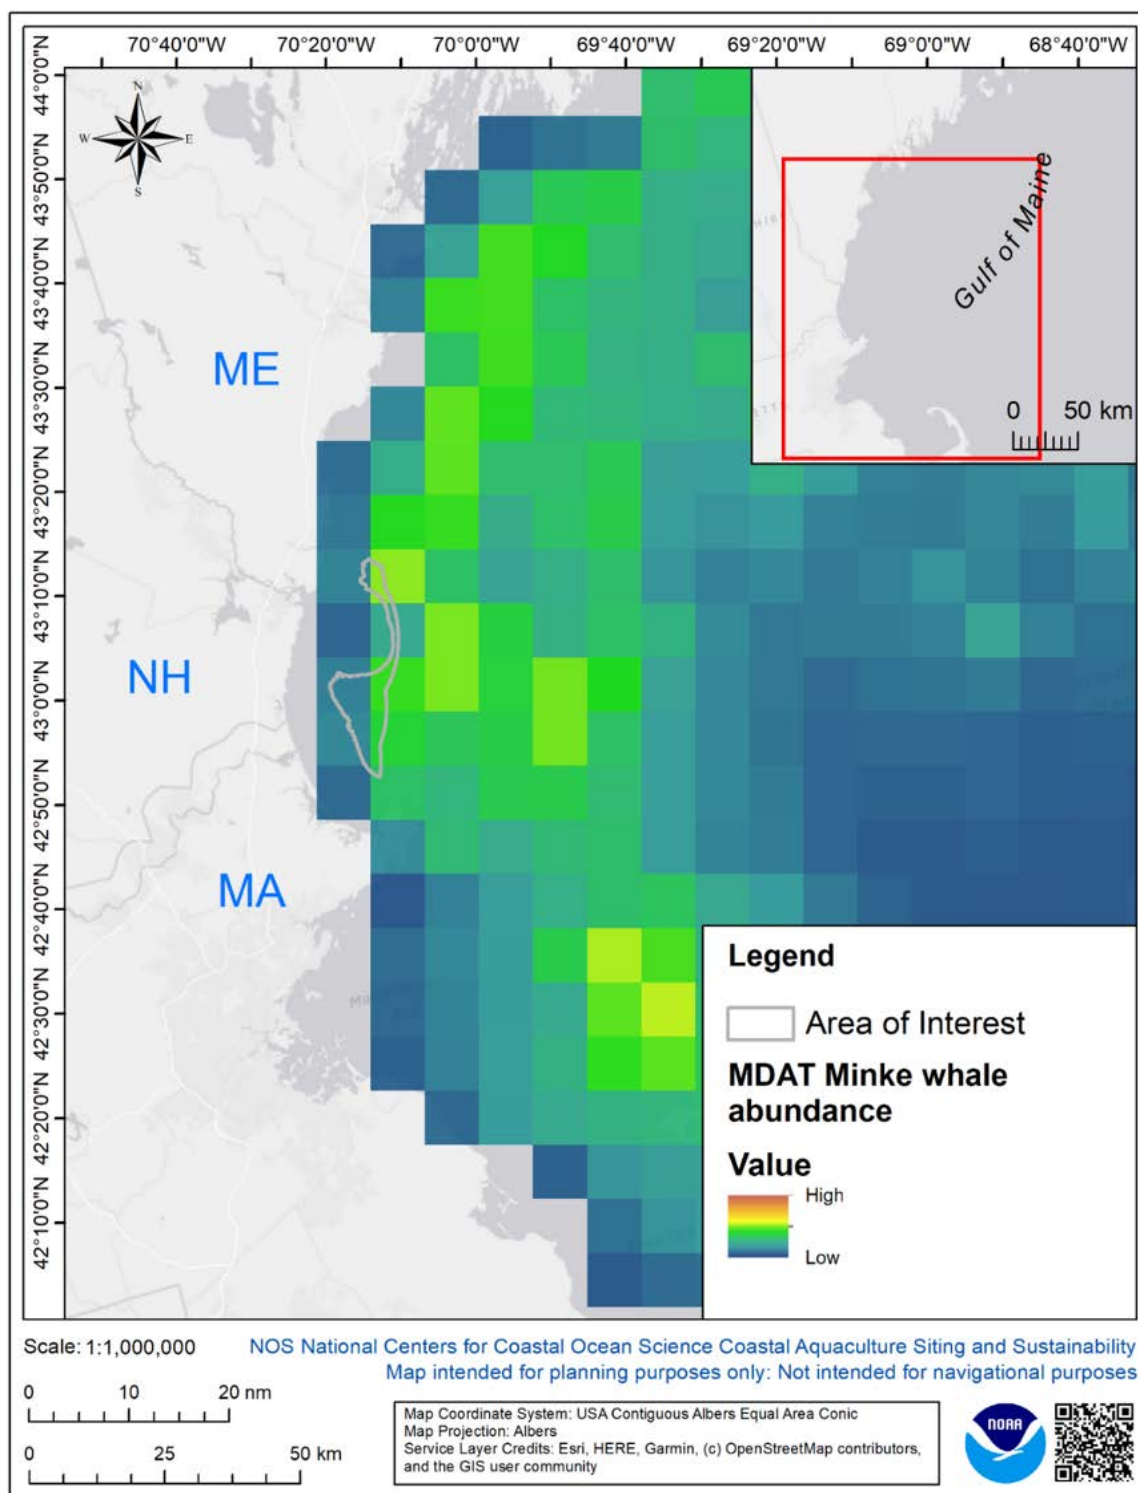 70°40'0"W 70°20'0"W 70°0'0"W 69°40'0"W 69°20'0"W 69°0'0"W 68°40'0"W
44°0'0"N
43°50'0"N
43°40'0"N
43°30'0"N
43°20'0"N
43°10'0"N
43°0'0"N
42°50'0"N
42°40'0"N
42°30'0"N
42°20'0"N
42°10'0"N
N
W E
S
Gulf of Maine
0 50 km
ME
NH
MA
Legend
Area of Interest
MDAT Minke whale
abundance
Value
High
Low
Scale: 1:1,000,000
NOS National Centers for Coastal Ocean Science Coastal Aquaculture Siting and Sustainability
Map intended for planning purposes only: Not intended for navigational purposes
0 10 20 nm
0 25 50 km
Map Coordinate System: USA Contiguous Albers Equal Area Conic
Map Projection: Albers
Service Layer Credits: Esri, HERE, Garmin, (c) OpenStreetMap contributors,
and the GIS user community
NOAA